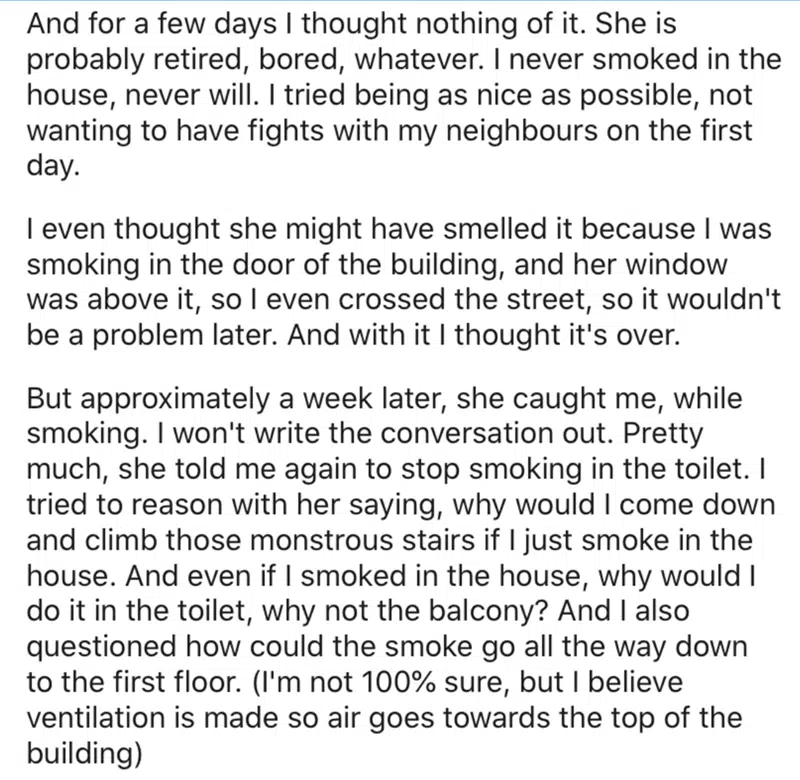 And for a few days I thought nothing of it. She is
probably retired, bored, whatever. I never smoked in the
house, never will. I tried being as nice as possible, not
wanting to have fights with my neighbours on the first
day.
I even thought she might have smelled it because I was
smoking in the door of the building, and her window
was above it, so I even crossed the street, so it wouldn't
be a problem later. And with it I thought it's over.
But approximately a week later, she caught me, while
smoking. I won't write the conversation out. Pretty
much, she told me again to stop smoking in the toilet. I
tried to reason with her saying, why would I come down
and climb those monstrous stairs if I just smoke in the
house. And even if I smoked in the house, why would I
do it in the toilet, why not the balcony? And I also
questioned how could the smoke go all the way down
to the first floor. (I'm not 100% sure, but I believe
ventilation is made so air goes towards the top of the
building)